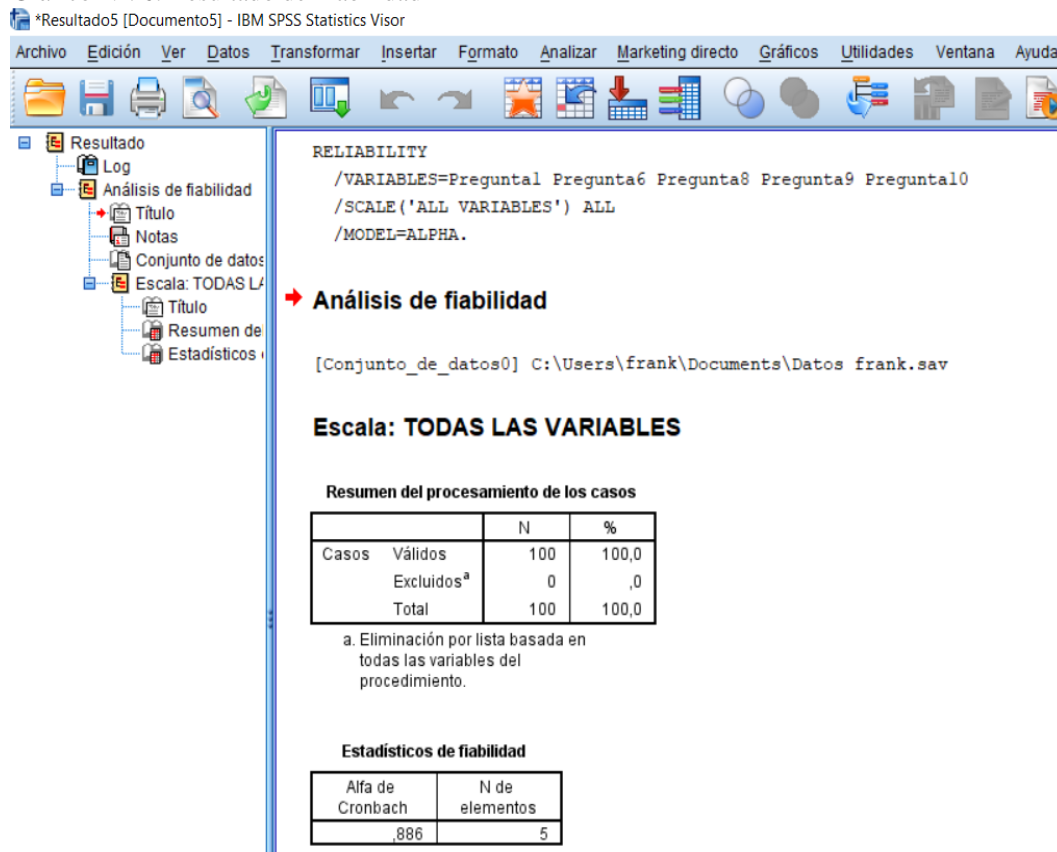 *Resultado5 [Documento5] - IBM SPSS Statistics Visor
Archivo Edición Ver Datos Transformar Insertar Formato Analizar Marketing directo Gráficos Utilidades Ventana Ayuda
Resultado
Log
Análisis de fiabilidad
Título
Notas
Conjunto de datos
Escala: TODAS LA
Título
Resumen de
Estadísticos
RELIABILITY
/VARIABLES=Pregunta1 Pregunta6 Pregunta8 Pregunta9 Pregunta10
/SCALE('ALL VARIABLES') ALL
/MODEL=ALPHA.
Análisis de fiabilidad
[Conjunto_de_datos0] C:\Users\frank\Documents\Datos frank.sav
Escala: TODAS LAS VARIABLES
Resumen del procesamiento de los casos
N %
Casos Válidos 100 100,0
Excluidosa 0 ,0
Total 100 100,0
a. Eliminación por lista basada en
todas las variables del
procedimiento.
Estadísticos de fiabilidad
Alfa de N de
Cronbach elementos
,886 5